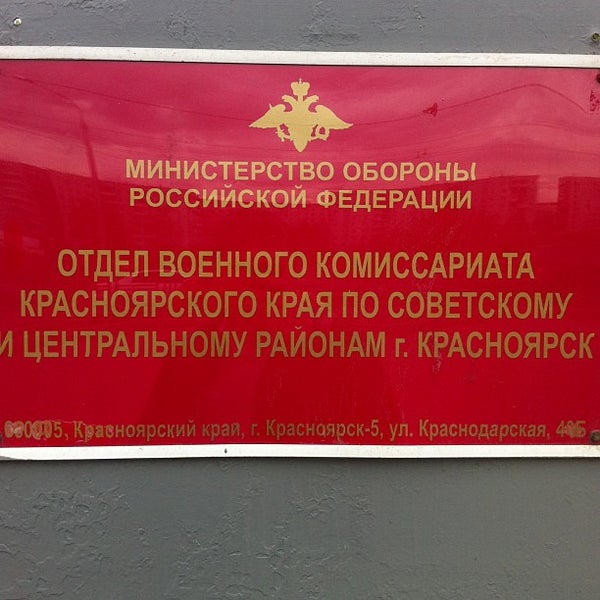 МИНИСТЕРСТВО ОБОРОНЫ
РОССИЙСКОЙ ФЕДЕРАЦИИ
ОТДЕЛ ВОЕННОГО КОМИССАРИАТА
КРАСНОЯРСКОГО КРАЯ ПО СОВЕТСКОМУ
И ЦЕНТРАЛЬНОМУ РАЙОНАМ г. КРАСНОЯРСК
660005, Красноярский край, г. Красноярск-5, ул. Краснодарская,